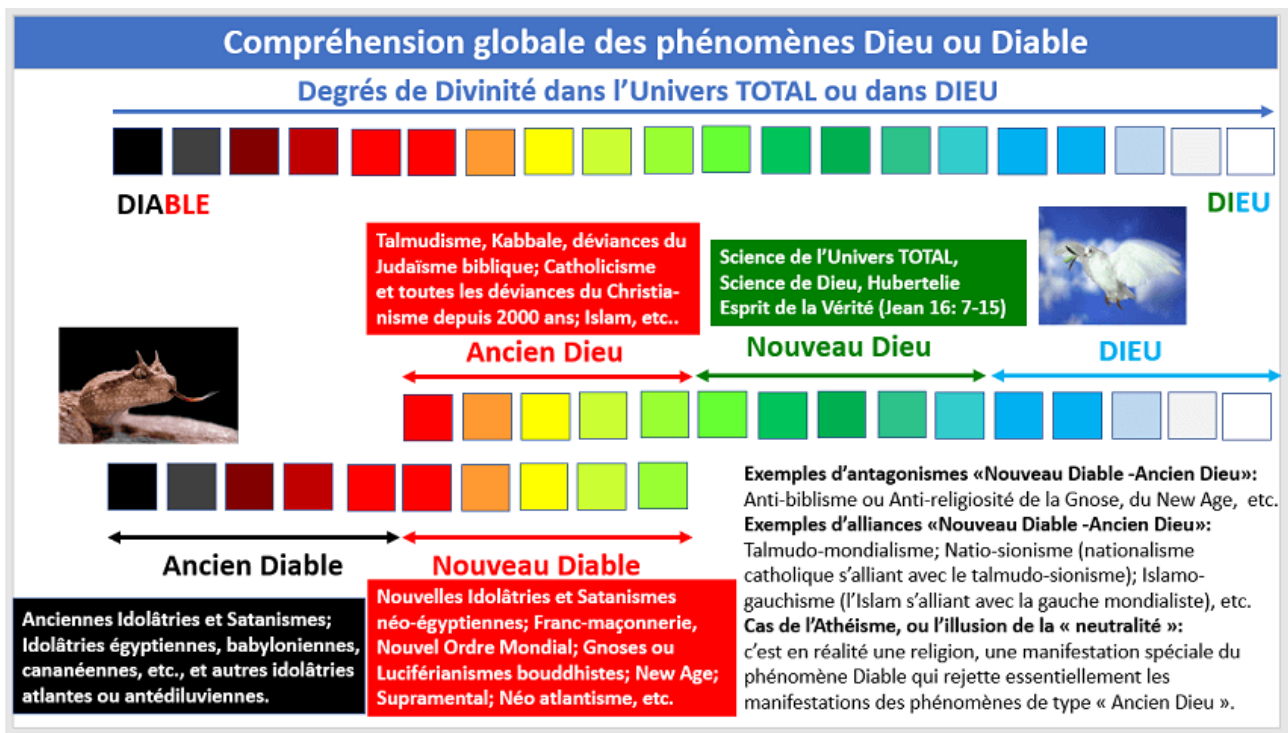 Compréhension globale des phénomènes Dieu ou Diable
Degrés de Divinité dans l’Univers TOTAL ou dans DIEU
DIABLE
DIEU
Talmudisme, Kabbale, déviances du
Judaïsme biblique; Catholicisme
et toutes les déviances du Christia-
nisme depuis 2000 ans; Islam, etc..
Science de l’Univers TOTAL,
Science de Dieu, Hubertelie
Esprit de la Vérité (Jean 16: 7-15)
Ancien Dieu
Nouveau Dieu
DIEU
Ancien Diable
Nouveau Diable
Anciennes Idolâtries et Satanismes;
Idolâtries égyptiennes, babyloniennes,
cananéennes, etc., et autres idolâtries
atlantes ou antédiluviennes.
Nouvelles Idolâtries et Satanismes
néo-égyptiennes; Franc-maçonnerie,
Nouvel Ordre Mondial; Gnoses ou
Luciférianismes bouddhistes; New Age;
Supramental; Néo atlantisme, etc.
Exemples d’antagonismes «Nouveau Diable -Ancien Dieu»:
Anti-biblisme ou Anti-religiosité de la Gnose, du New Age, etc.
Exemples d’alliances «Nouveau Diable -Ancien Dieu»:
Talmudo-mondialisme; Natio-sionisme (nationalisme
catholique s’alliant avec le talmudo-sionisme); Islamo-
gauchisme (l’Islam s’alliant avec la gauche mondialiste), etc.
Cas de l’Athéisme, ou l’illusion de la « neutralité »:
c’est en réalité une religion, une manifestation spéciale du
phénomène Diable qui rejette essentiellement les
manifestations des phénomènes de type « Ancien Dieu ».